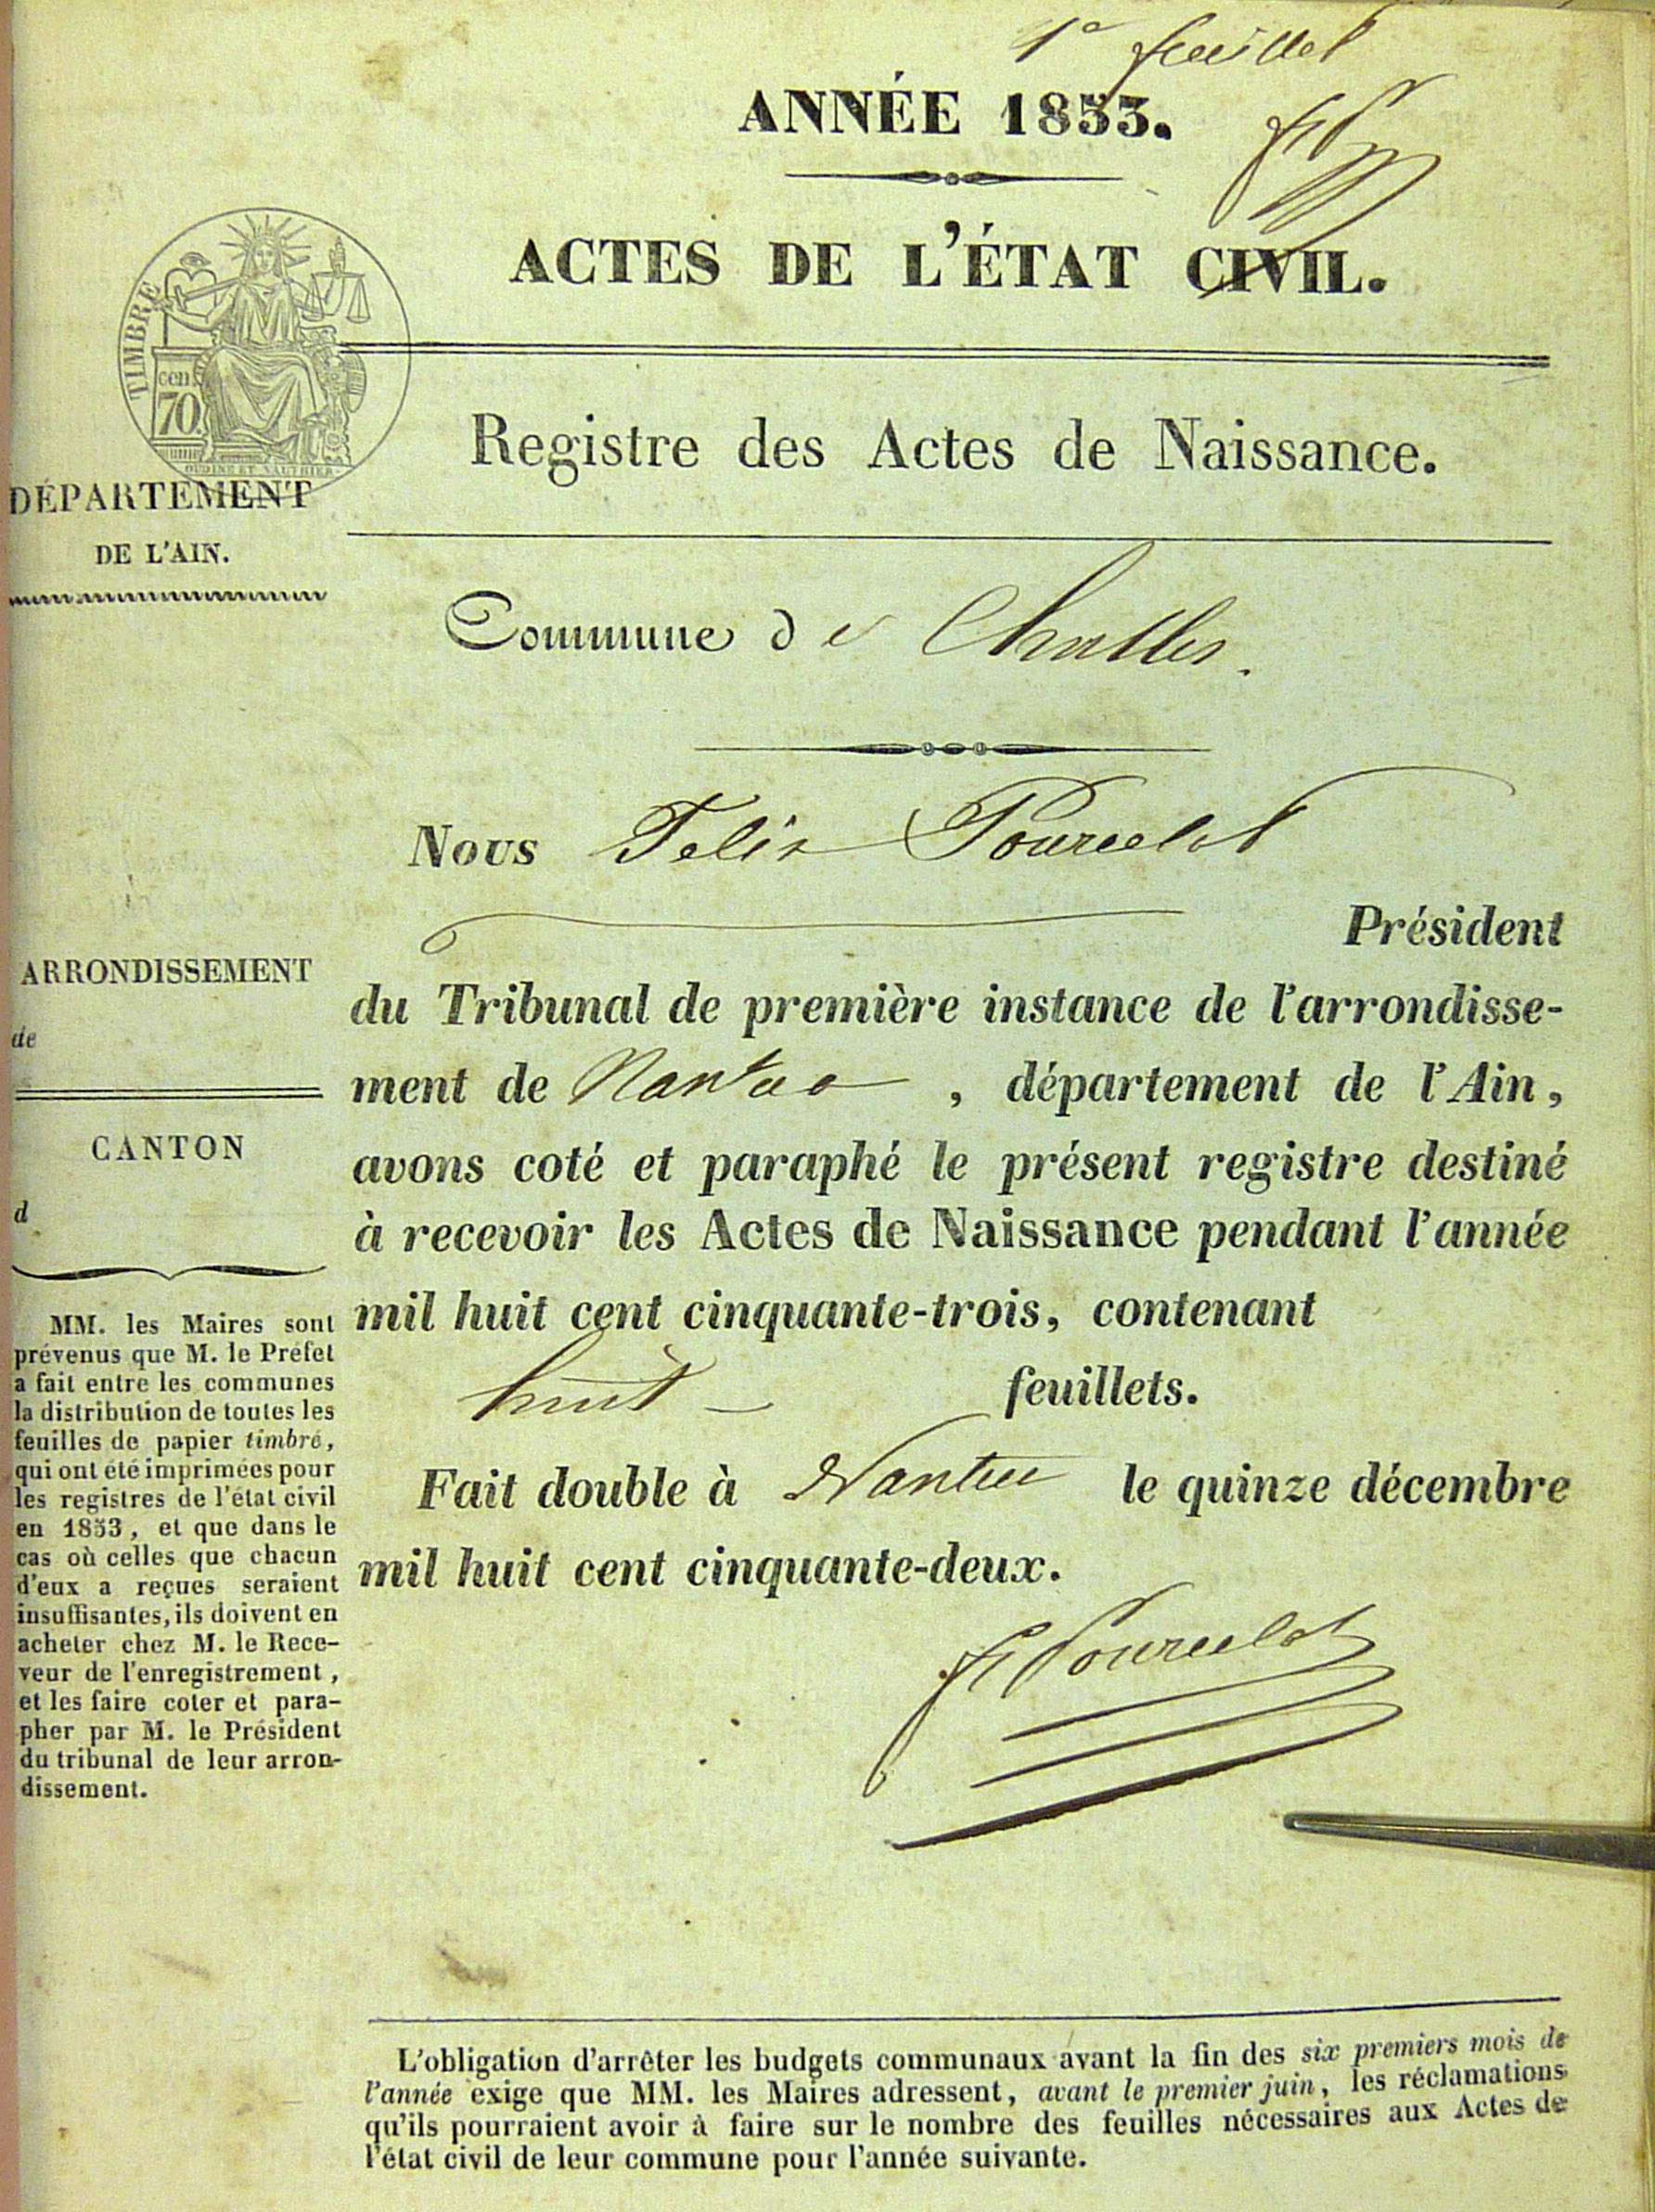 1er feuillet
ANNÉE 1853.
ACTES DE L'ÉTAT CIVIL.
TIMBRE
cen.
70.
OUDINE ET NAUTHIER
Registre des Actes de Naissance.
DÉPARTEMENT
DE L'AIN.
Commune de Challes.
Nous Felix Pourcelot
Président
du Tribunal de première instance de l'arrondisse-
ment de Nantua, département de l'Ain,
avons coté et paraphé le présent registre destiné
à recevoir les Actes de Naissance pendant l'année
mil huit cent cinquante-trois, contenant
huit feuillets.
Fait double à Nantua le quinze décembre
mil huit cent cinquante-deux.
F Pourcelot
ARRONDISSEMENT
de
CANTON
d
MM. les Maires sont
prévenus que M. le Préfet
a fait entre les communes
la distribution de toutes les
feuilles de papier timbré,
qui ont été imprimées pour
les registres de l'état civil
en 1853, et que dans le
cas où celles que chacun
d'eux a reçues seraient
insuffisantes, ils doivent en
acheter chez M. le Rece-
veur de l'enregistrement,
et les faire coter et para-
pher par M. le Président
du tribunal de leur arron-
dissement.
L'obligation d'arrêter les budgets communaux avant la fin des six premiers mois de
l'année exige que MM. les Maires adressent, avant le premier juin, les réclamations
qu'ils pourraient avoir à faire sur le nombre des feuilles nécessaires aux Actes de
l'état civil de leur commune pour l'année suivante.